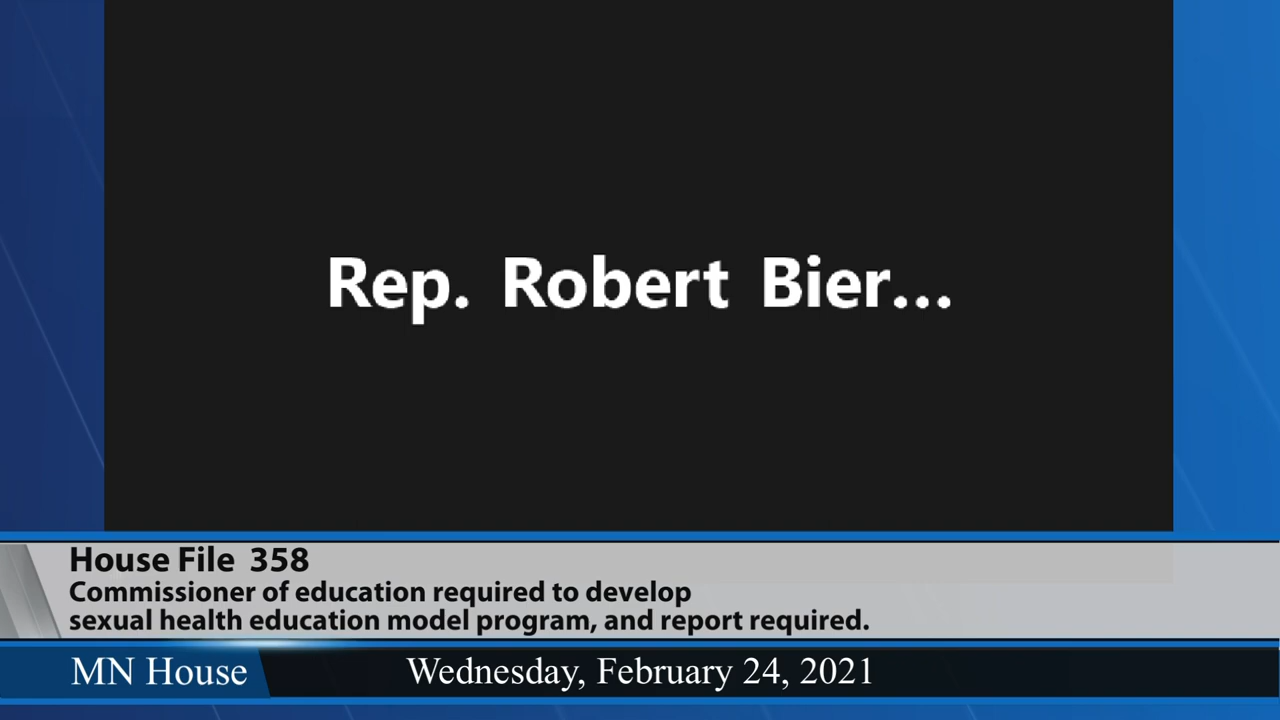 Rep. Robert Bier...
House File 358
Commissioner of education required to develop
sexual health education model program, and report required.
MN House
Wednesday, February 24, 2021